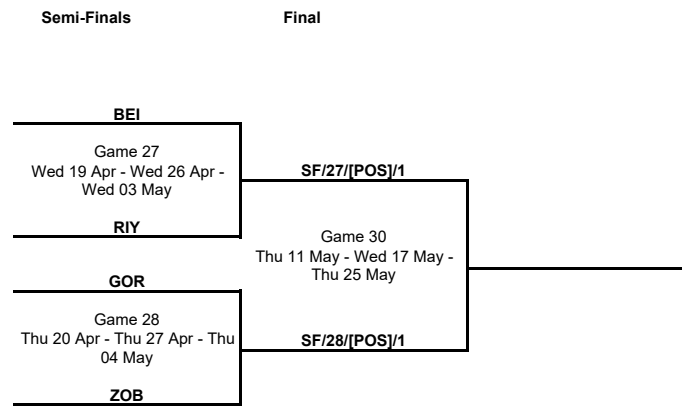 Semi-Finals
Final
BEI
Game 27
Wed 19 Apr - Wed 26 Apr -
Wed 03 May
SF/27/[POS]/1
RIY
Game 30
Thu 11 May - Wed 17 May -
Thu 25 May
GOR
Game 28
Thu 20 Apr - Thu 27 Apr - Thu
04 May
SF/28/[POS]/1
ZOB